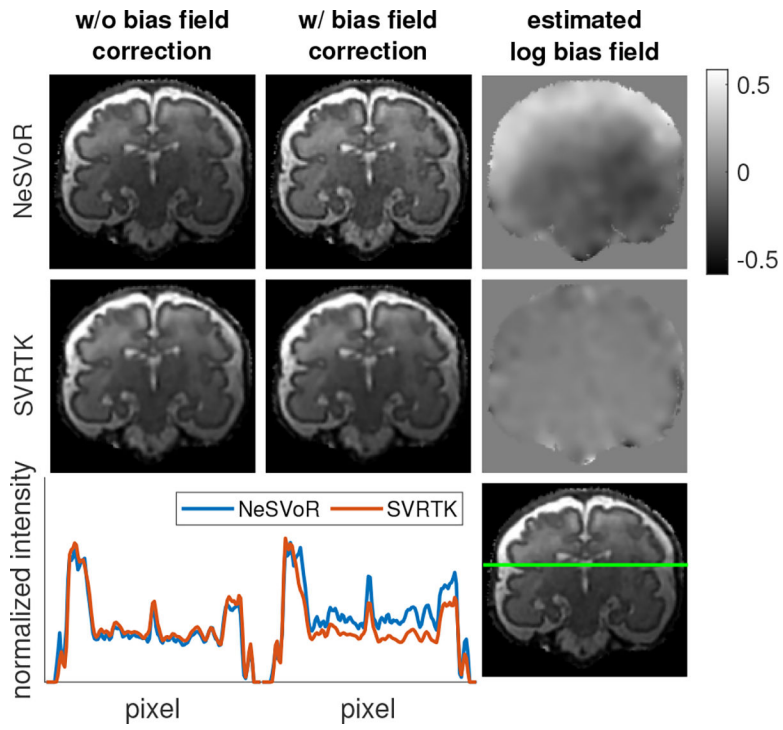 w/o bias field
correction
w/ bias field
correction
estimated
log bias field
NeSVoR
0.5
0
-0.5
SVRTK
normalized intensity
NeSVoR
SVRTK
pixel
pixel